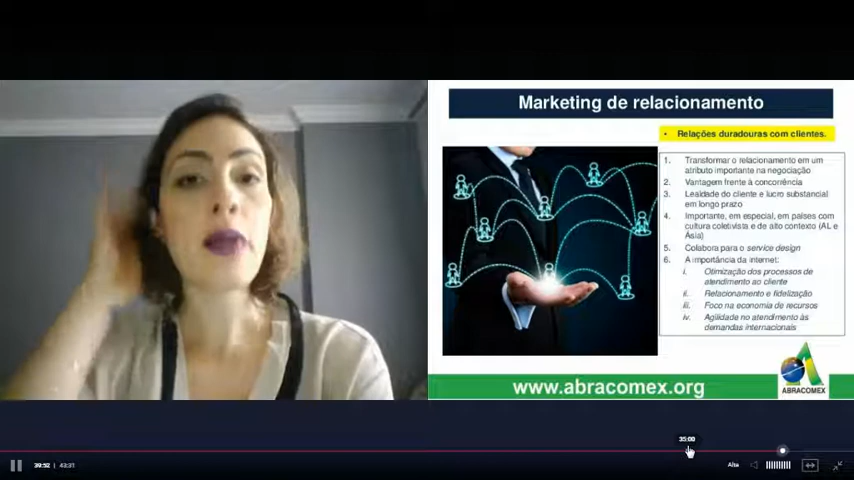 Marketing de relacionamento
• Relações duradouras com clientes.
1. Transformar o relacionamento em um
atributo importante na negociação
2. Vantagem frente à concorrência
3. Lealdade do cliente e lucro substancial
em longo prazo
4. Importante, em especial, em países com
cultura coletivista e de alto contexto (AL e
Ásia)
5. Colabora para o service design
6. A importância da internet:
i. Otimização dos processos de
atendimento ao cliente
ii. Relacionamento e fidelização
iii. Foco na economia de recursos
iv. Agilidade no atendimento às
demandas internacionais
www.abracomex.org
ABRACOMEX
35:00
39:52 | 43:31
Alta